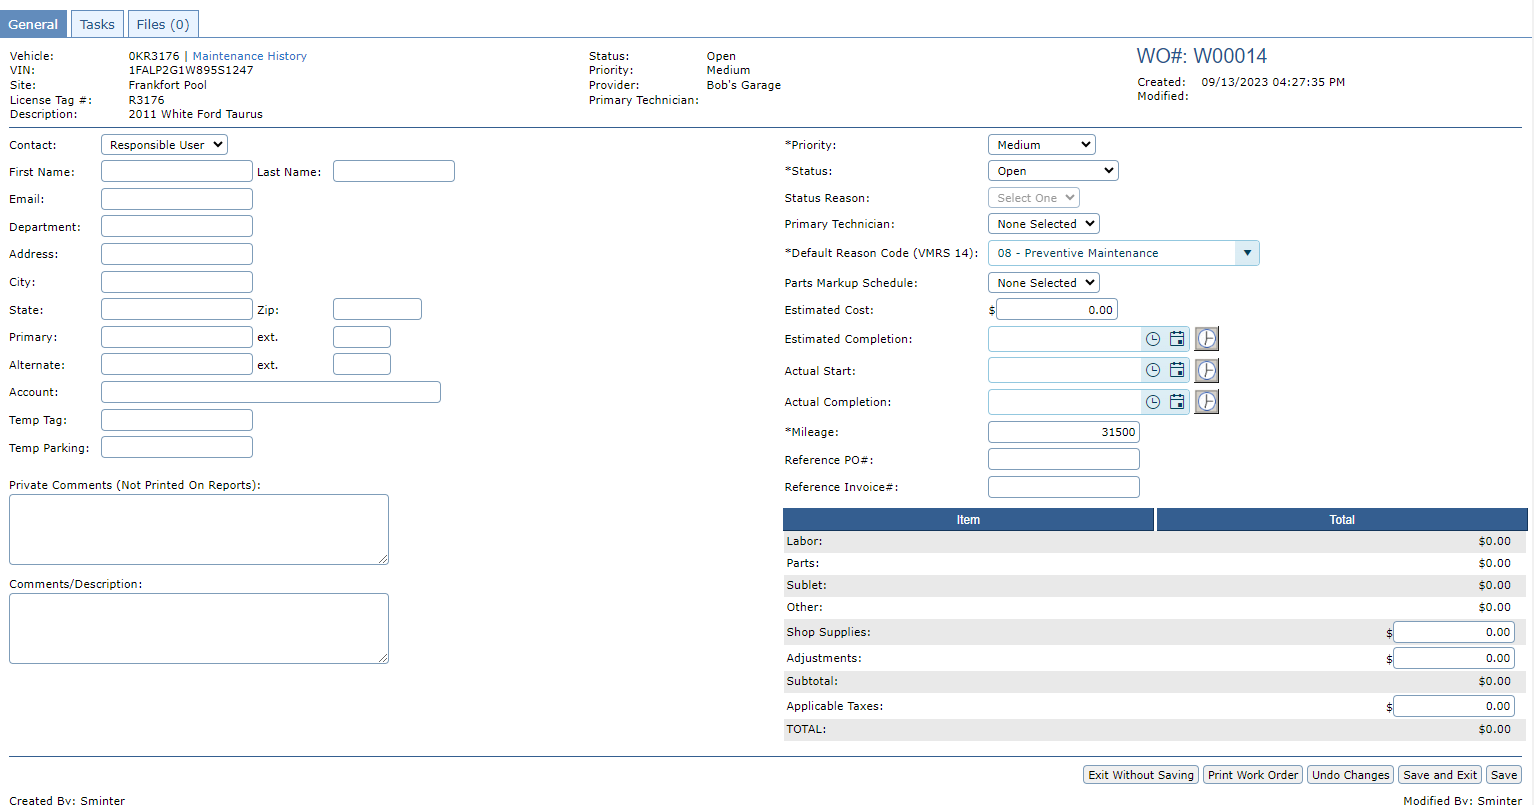 General Tasks Files (0)
Vehicle: 0KR3176 | Maintenance History
VIN: 1FALP2G1W895S1247
Site: Frankfort Pool
License Tag #: R3176
Description: 2011 White Ford Taurus
Status: Open
Priority: Medium
Provider: Bob's Garage
Primary Technician:
WO#: W00014
Created: 09/13/2023 04:27:35 PM
Modified:
Contact: Responsible User
First Name: Last Name:
Email:
Department:
Address:
City:
State: Zip:
Primary: ext.
Alternate: ext.
Account:
Temp Tag:
Temp Parking:
Private Comments (Not Printed On Reports):
Comments/Description:
*Priority: Medium
*Status: Open
Status Reason: Select One
Primary Technician: None Selected
*Default Reason Code (VMRS 14): 08 - Preventive Maintenance
Parts Markup Schedule: None Selected
Estimated Cost: $ 0.00
Estimated Completion:
Actual Start:
Actual Completion:
*Mileage: 31500
Reference PO#:
Reference Invoice#:
Item Total
Labor: $0.00
Parts: $0.00
Sublet: $0.00
Other: $0.00
Shop Supplies: $ 0.00
Adjustments: $ 0.00
Subtotal: $0.00
Applicable Taxes: $ 0.00
TOTAL: $0.00
Exit Without Saving Print Work Order Undo Changes Save and Exit Save
Created By: Sminter Modified By: Sminter